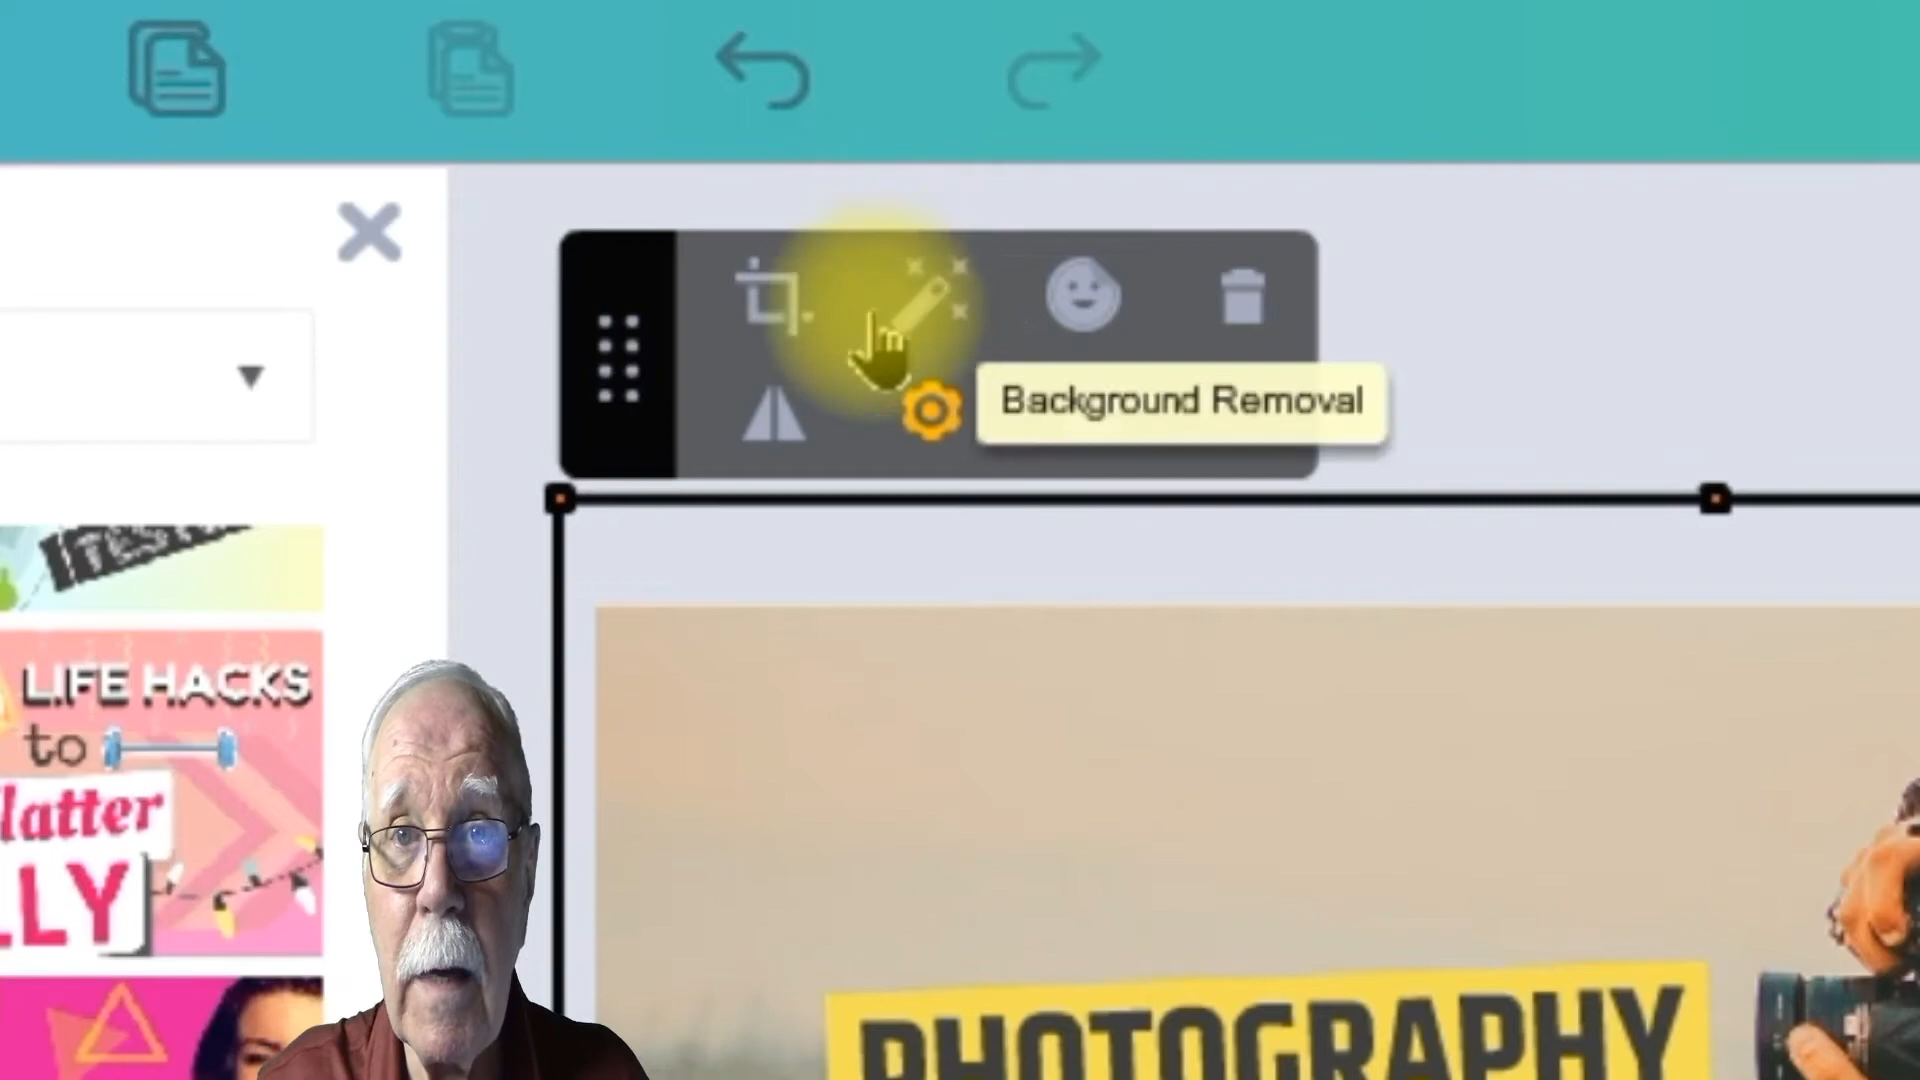 Background Removal
LIFE HACKS
to
latter
LLY
PHOTOGRAPHY